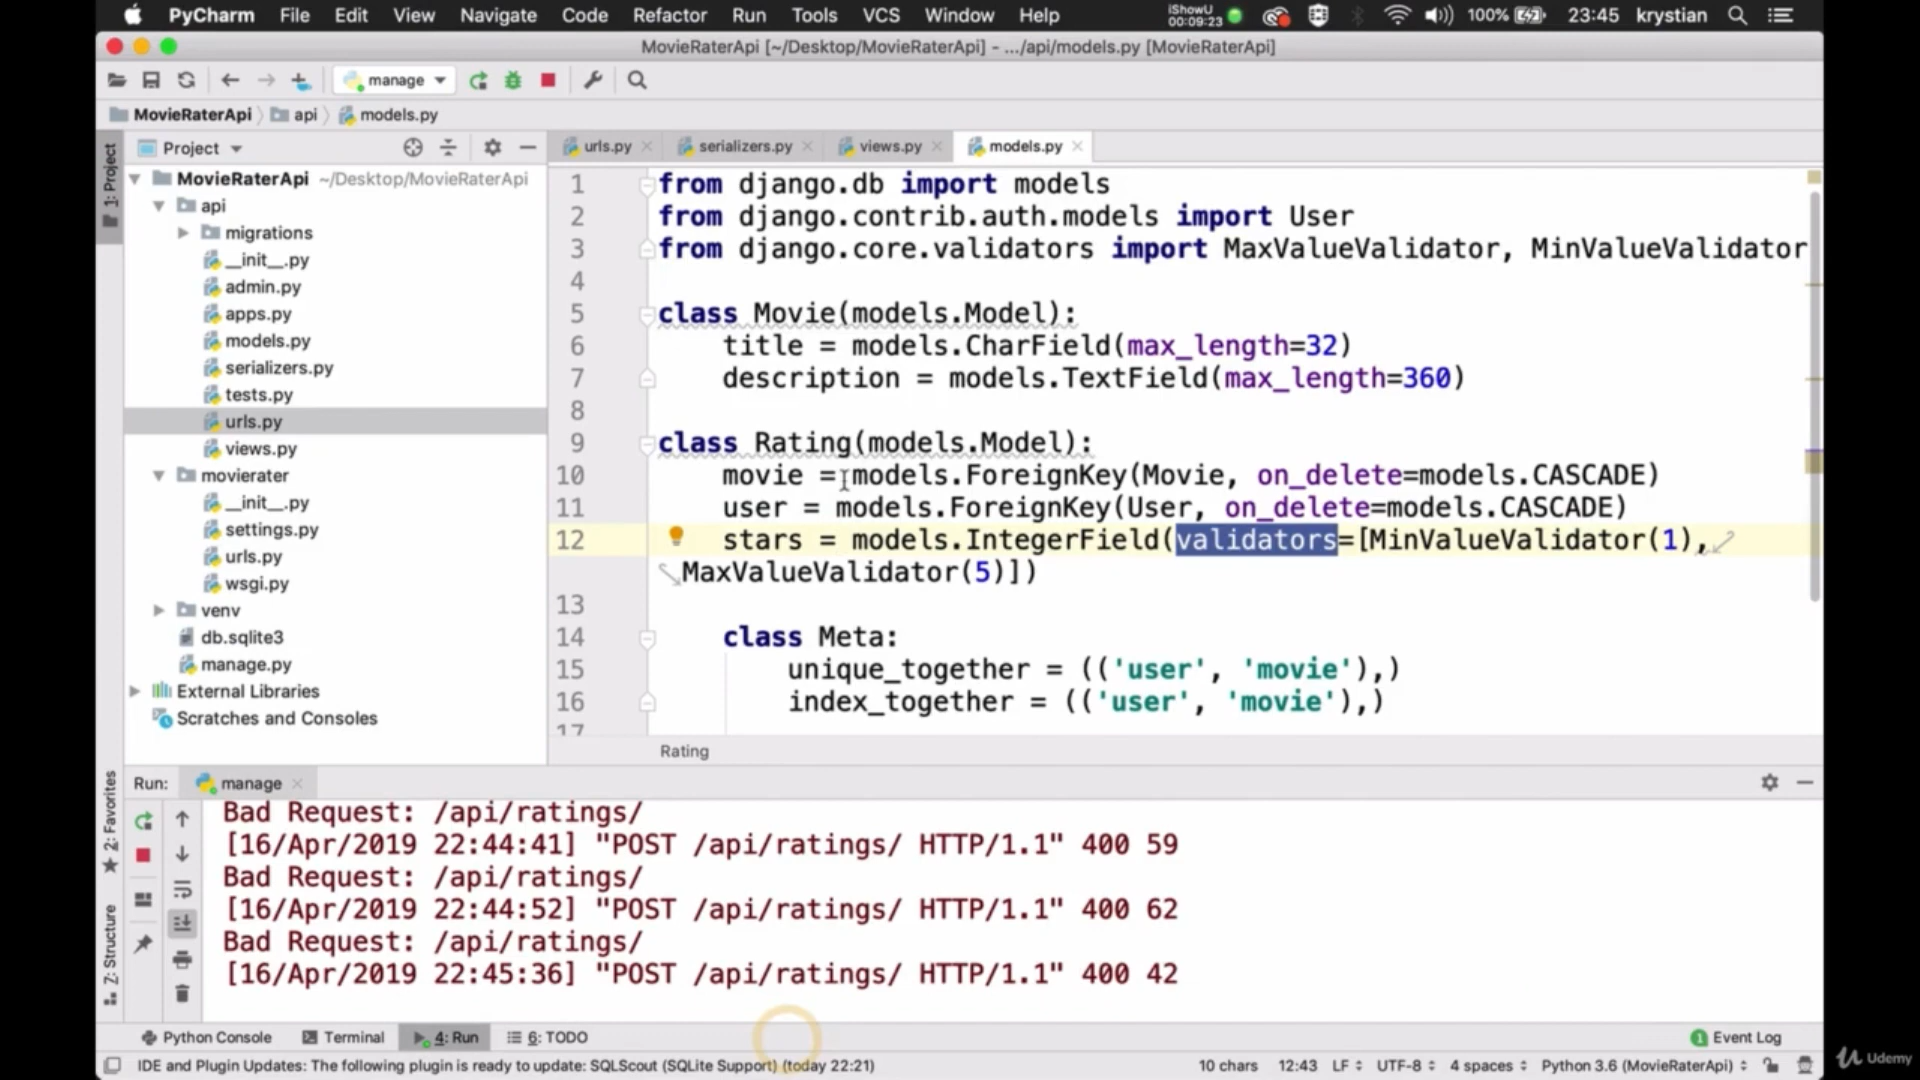 PyCharm File Edit View Navigate Code Refactor Run Tools VCS Window Help iShowU 00:09:23 100% 23:45 krystian
MovieRaterApi [~/Desktop/MovieRaterApi] - .../api/models.py [MovieRaterApi]
manage
MovieRaterApi api models.py
1: Project
Project
MovieRaterApi ~/Desktop/MovieRaterApi
api
migrations
__init__.py
admin.py
apps.py
models.py
serializers.py
tests.py
urls.py
views.py
movierater
__init__.py
settings.py
urls.py
wsgi.py
venv
db.sqlite3
manage.py
External Libraries
Scratches and Consoles
urls.py serializers.py views.py models.py
1 from django.db import models
2 from django.contrib.auth.models import User
3 from django.core.validators import MaxValueValidator, MinValueValidator
4
5 class Movie(models.Model):
6 title = models.CharField(max_length=32)
7 description = models.TextField(max_length=360)
8
9 class Rating(models.Model):
10 movie = models.ForeignKey(Movie, on_delete=models.CASCADE)
11 user = models.ForeignKey(User, on_delete=models.CASCADE)
12 stars = models.IntegerField(validators=[MinValueValidator(1),
MaxValueValidator(5)])
13
14 class Meta:
15 unique_together = (('user', 'movie'),)
16 index_together = (('user', 'movie'),)
17
Rating
2: Favorites
Z: Structure
Run: manage
Bad Request: /api/ratings/
[16/Apr/2019 22:44:41] "POST /api/ratings/ HTTP/1.1" 400 59
Bad Request: /api/ratings/
[16/Apr/2019 22:44:52] "POST /api/ratings/ HTTP/1.1" 400 62
Bad Request: /api/ratings/
[16/Apr/2019 22:45:36] "POST /api/ratings/ HTTP/1.1" 400 42
Python Console Terminal 4: Run 6: TODO 1 Event Log
IDE and Plugin Updates: The following plugin is ready to update: SQLScout (SQLite Support) (today 22:21) 10 chars 12:43 LF UTF-8 4 spaces Python 3.6 (MovieRaterApi)
Udemy